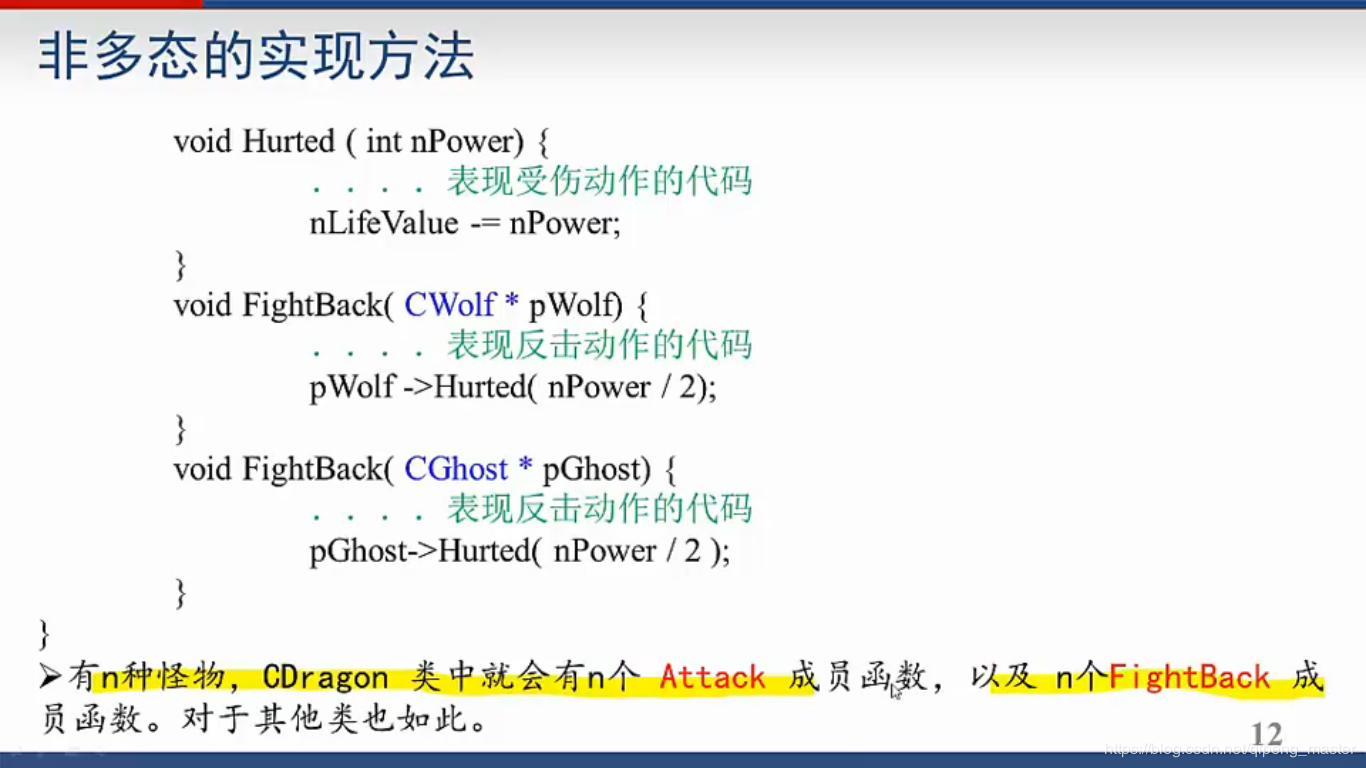 非多态的实现方法
void Hurted ( int nPower) {
. . . . 表现受伤动作的代码
nLifeValue -= nPower;
}
void FightBack( CWolf * pWolf) {
. . . . 表现反击动作的代码
pWolf ->Hurted( nPower / 2);
}
void FightBack( CGhost * pGhost) {
. . . . 表现反击动作的代码
pGhost->Hurted( nPower / 2 );
}
}
➢有n种怪物，CDragon 类中就会有n个 Attack 成员函数，以及 n个FightBack 成
员函数。对于其他类也如此。
12
https://blog.csdn.net/qipeng_master